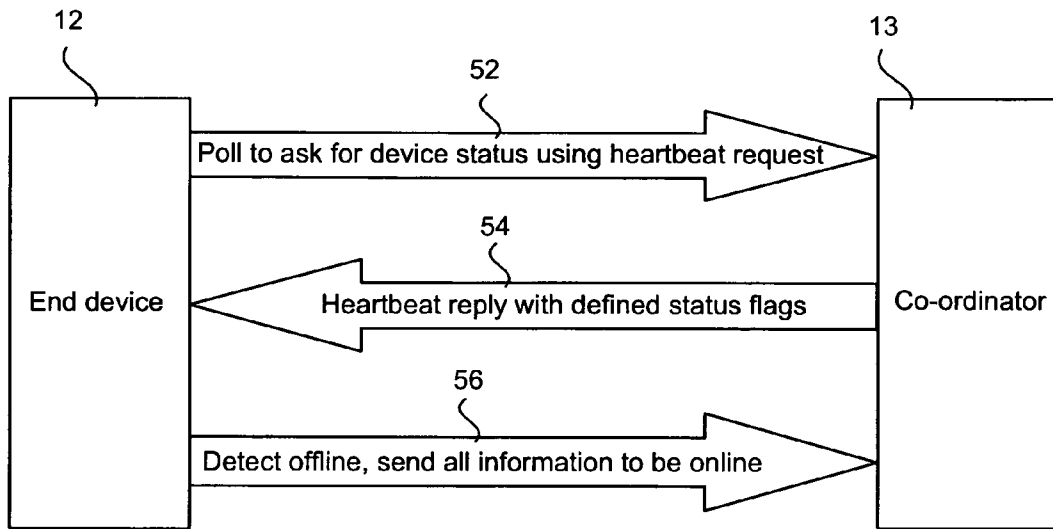 12
13
52
Poll to ask for device status using heartbeat request
54
End device
Heartbeat reply with defined status flags
Co-ordinator
56
Detect offline, send all information to be online